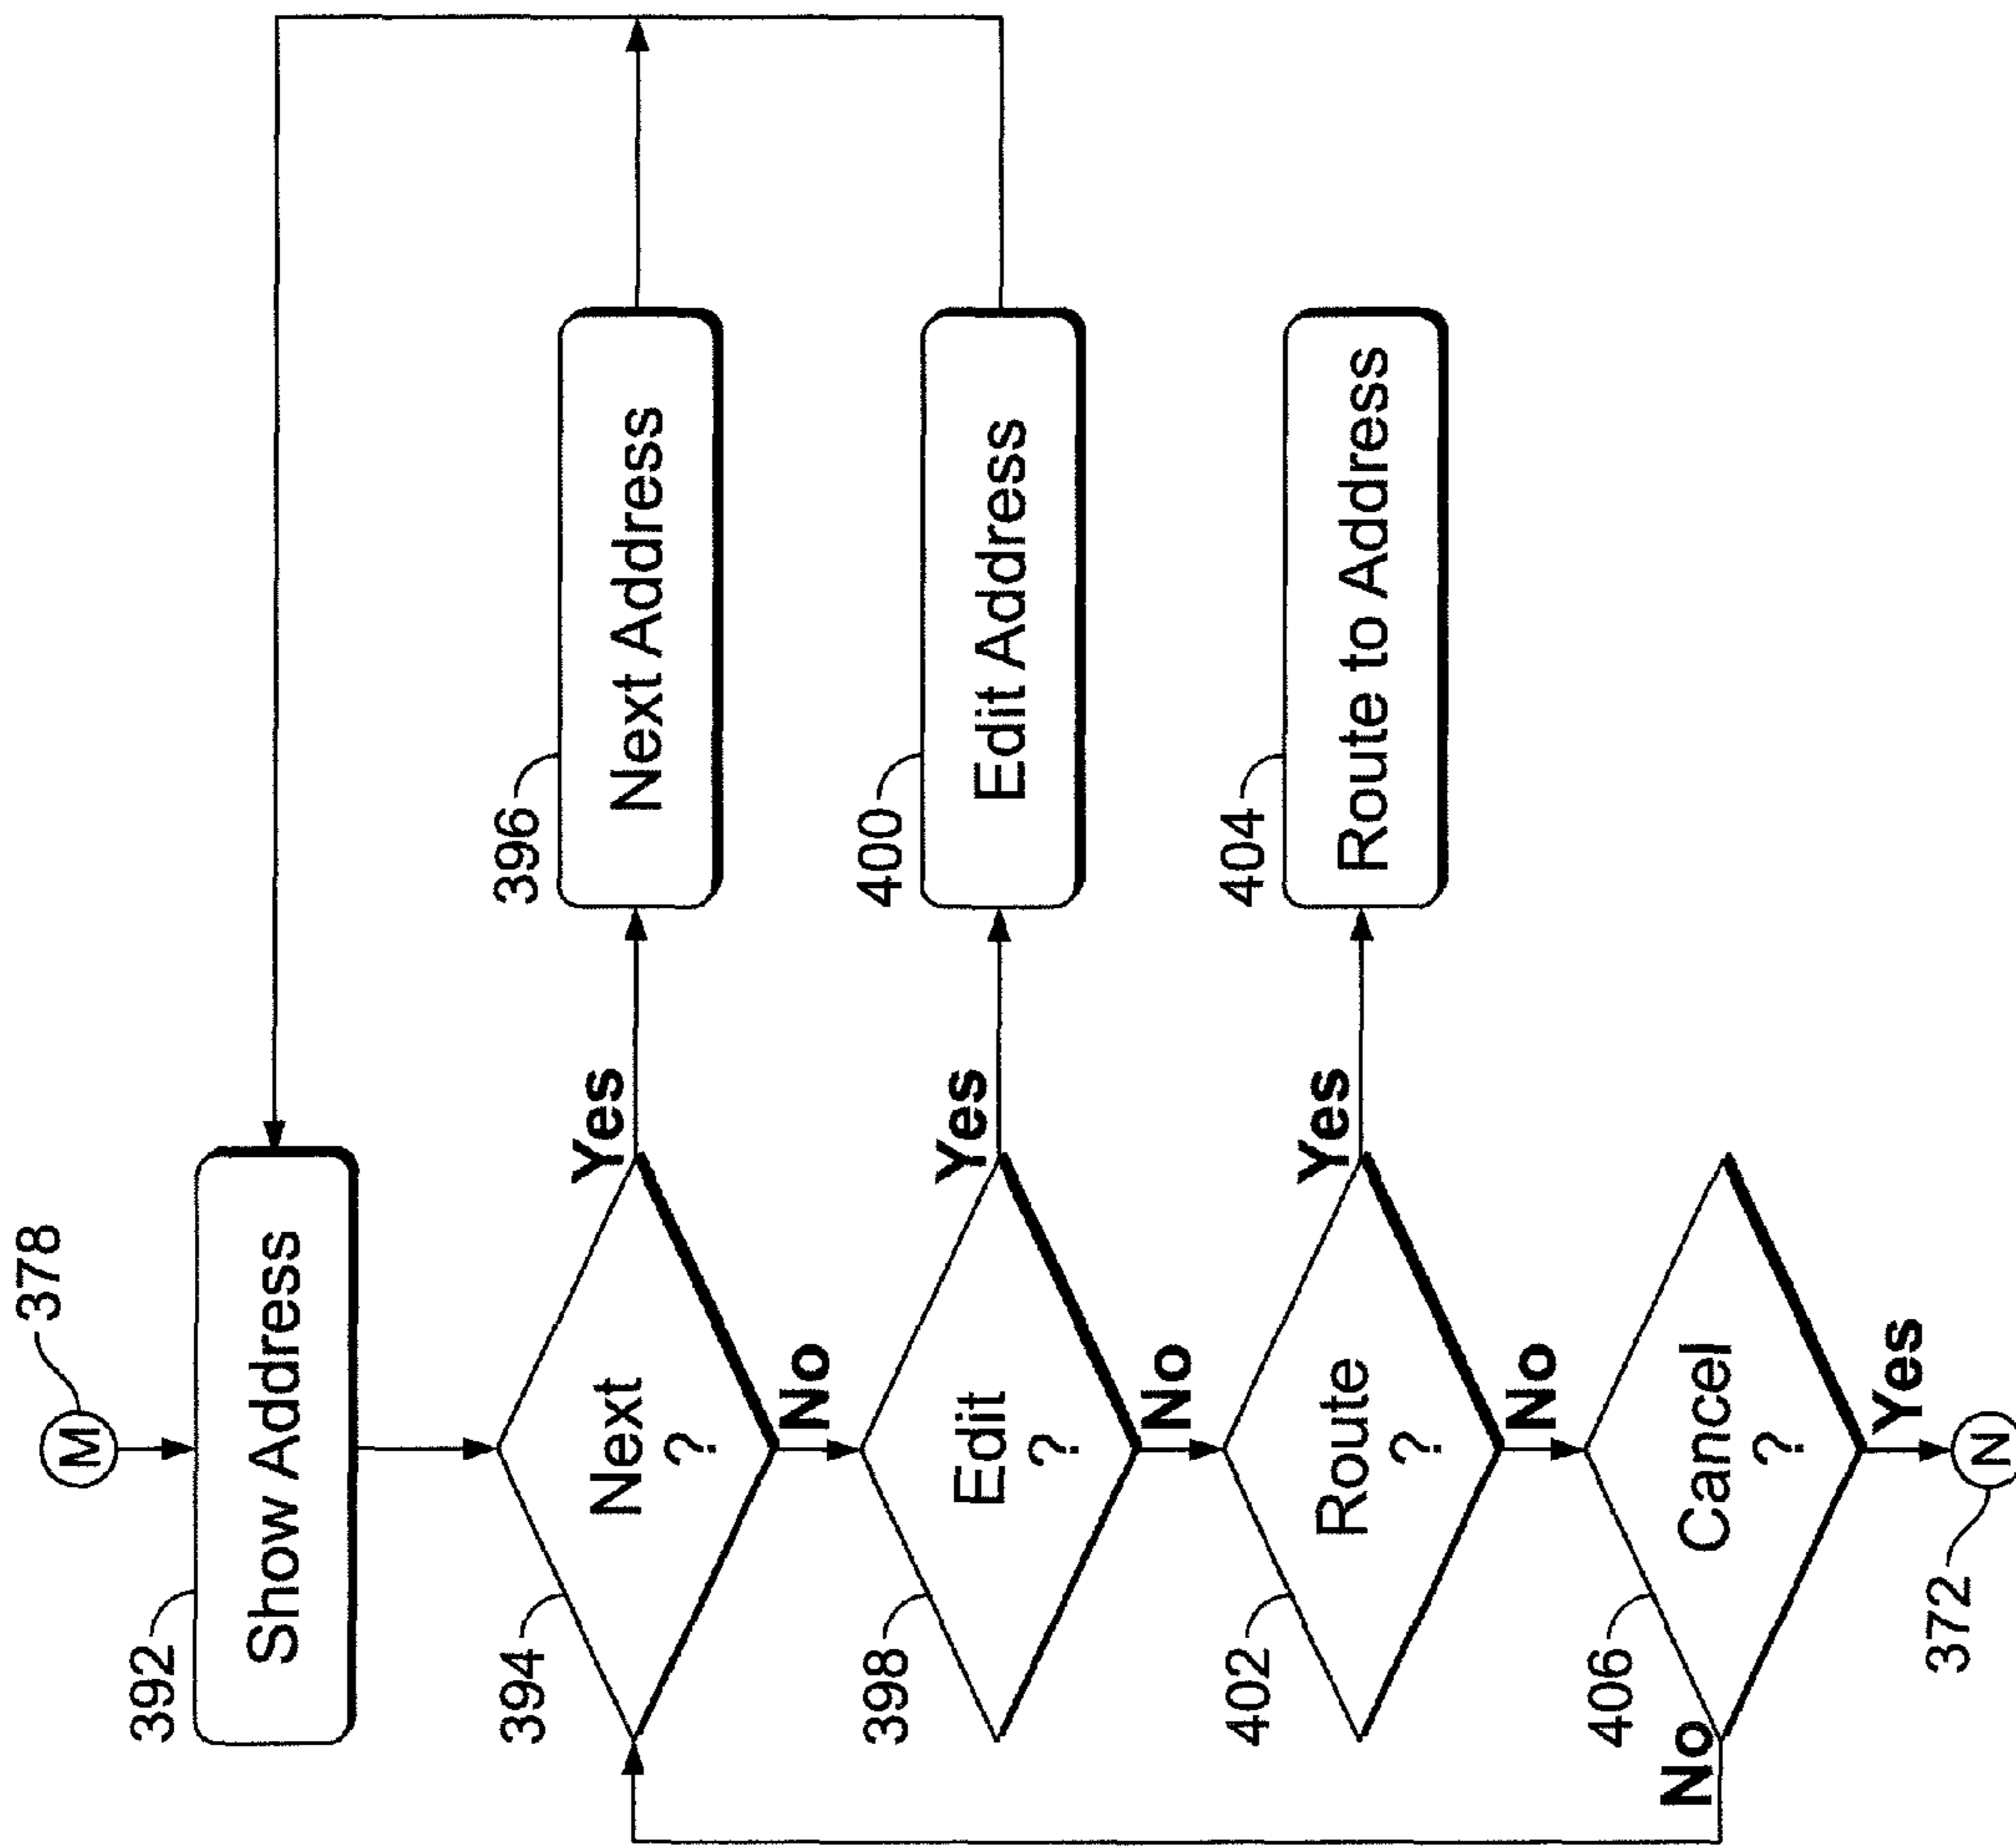 M
378
392
Show Address
394
Next
?
Yes
No
396
Next Address
398
Edit
?
Yes
No
400
Edit Address
402
Route
?
Yes
No
404
Route to Address
406
Cancel
?
No
Yes
372
N